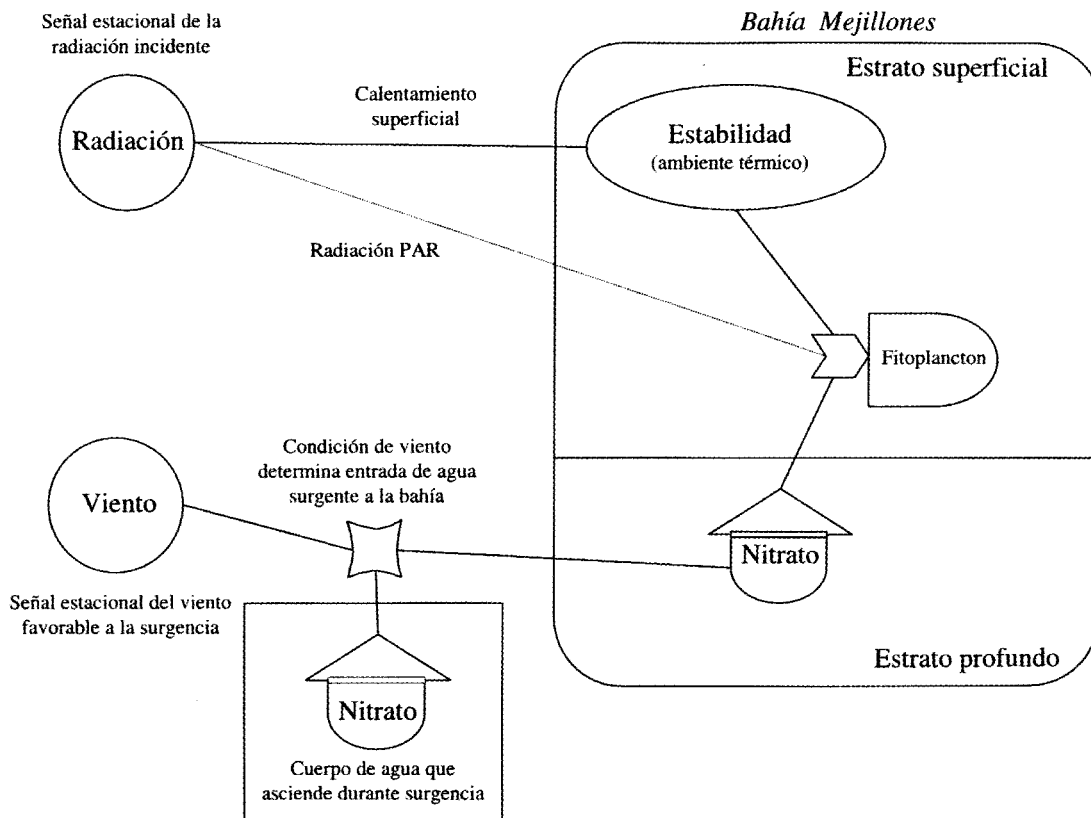 Señal estacional de la
radiación incidente
Radiación
Calentamiento
superficial
Radiación PAR
Bahía Mejillones
Estrato superficial
Estabilidad
(ambiente térmico)
Fitoplancton
Viento
Condición de viento
determina entrada de agua
surgente a la bahía
Señal estacional del viento
favorable a la surgencia
Nitrato
Estrato profundo
Nitrato
Cuerpo de agua que
asciende durante surgencia